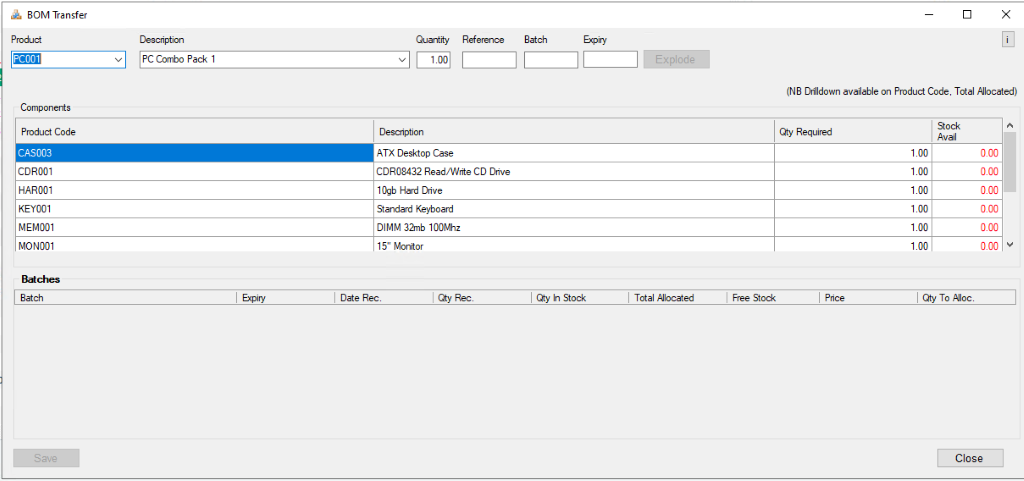 BOM Transfer
Product Description Quantity Reference Batch Expiry
i
PC001 PC Combo Pack 1 1.00 Explode
(NB Drilldown available on Product Code, Total Allocated)
Components
Product Code Description Qty Required Stock
Avail
CAS003 ATX Desktop Case 1.00 0.00
CDR001 CDR08432 Read/Write CD Drive 1.00 0.00
HAR001 10gb Hard Drive 1.00 0.00
KEY001 Standard Keyboard 1.00 0.00
MEM001 DIMM 32mb 100Mhz 1.00 0.00
MON001 15" Monitor 1.00 0.00
Batches
Batch Expiry Date Rec. Qty Rec. Qty In Stock Total Allocated Free Stock Price Qty To Alloc.
Save Close